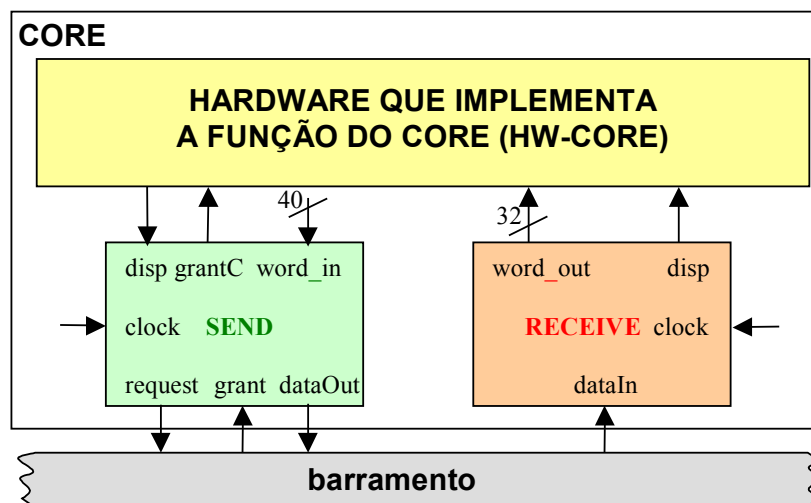 CORE
HARDWARE QUE IMPLEMENTA
A FUNÇÃO DO CORE (HW-CORE)
40
32
disp grantC word_in
clock SEND
request grant dataOut
word_out disp
RECEIVE clock
dataIn
barramento